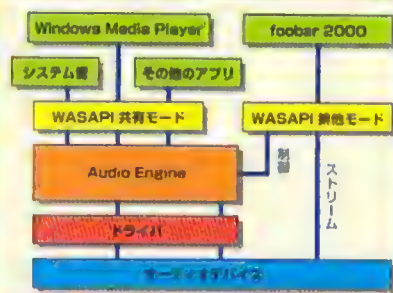 Windows Media Player
foobar 2000
システム音
その他のアプリ
WASAPI 共有モード
WASAPI 排他モード
Audio Engine
制御
ストリーム
ドライバ
オーディオデバイス